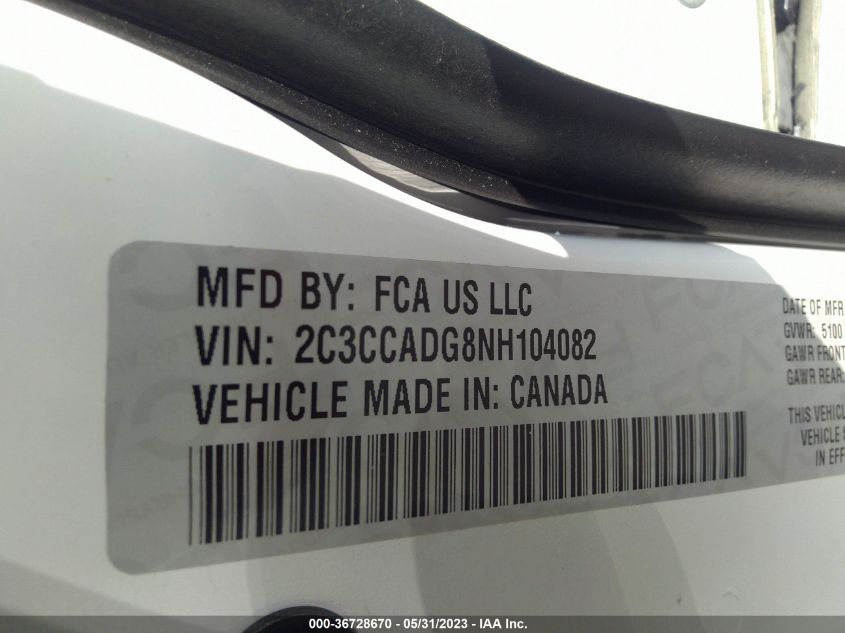 MFD BY: FCA US LLC
VIN: 2C3CCADG8NH104082
VEHICLE MADE IN: CANADA
DATE OF MFR
GVWR: 5100
GAWR FRONT
GAWR REAR:
THIS VEHICL
VEHICLE S
IN EFF
000-36728670 - 05/31/2023 - IAA Inc.